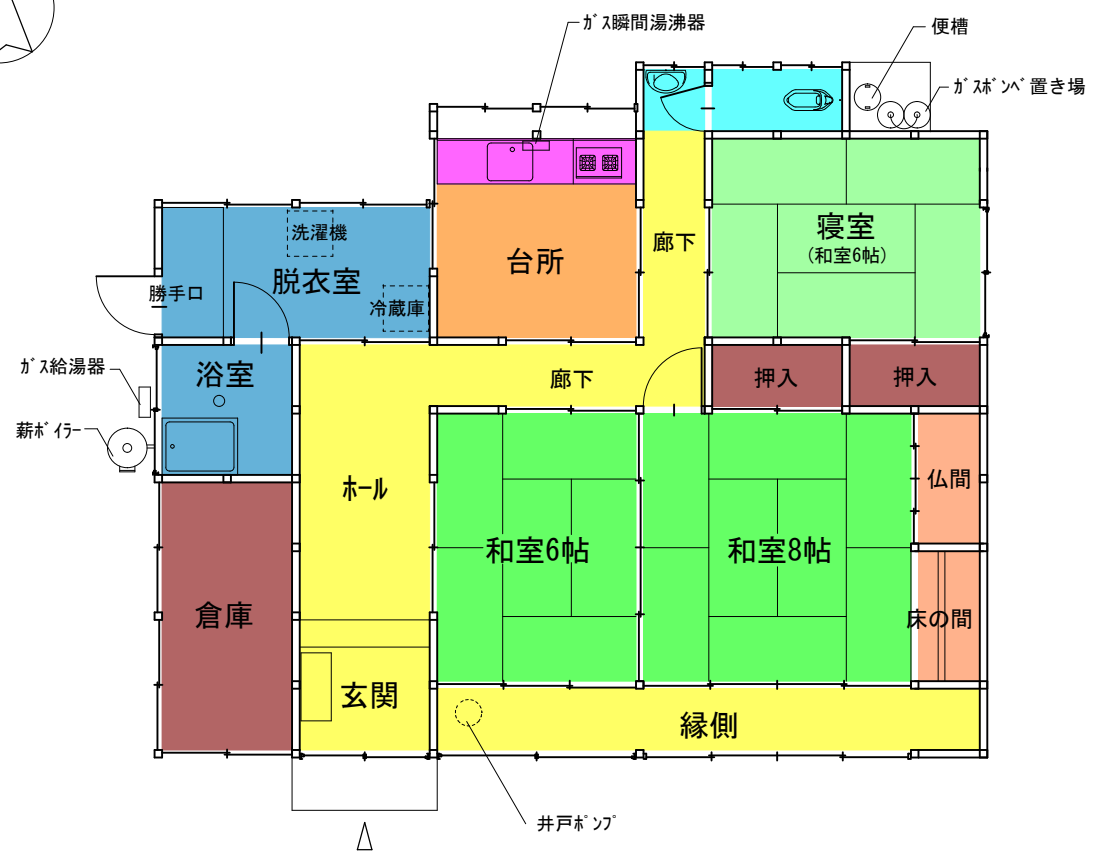 ガス瞬間湯沸器
便槽
ガスボンベ置き場
洗濯機
脱衣室
冷蔵庫
勝手口
台所
廊下
寝室
(和室6帖)
ガス給湯器
浴室
薪ボイラー
廊下
押入
押入
ホール
和室6帖
和室8帖
仏間
倉庫
床の間
玄関
縁側
井戸ポンプ